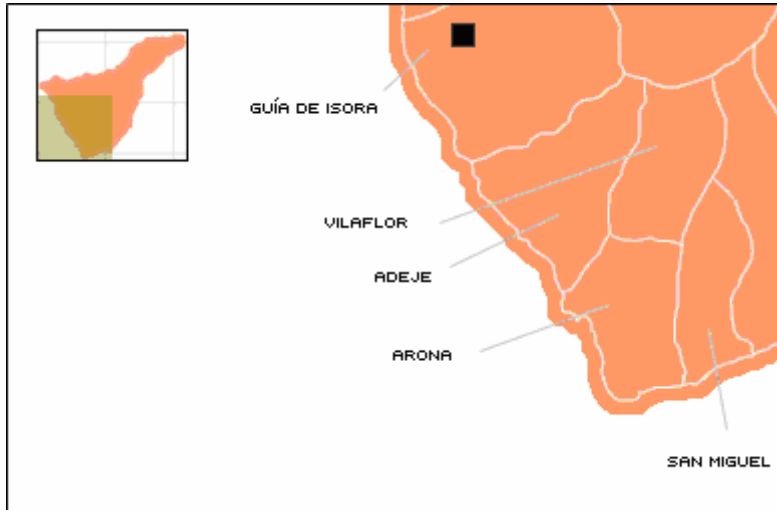 GUÍA DE ISORA
VILAFLOR
ADEJE
ARONA
SAN MIGUEL